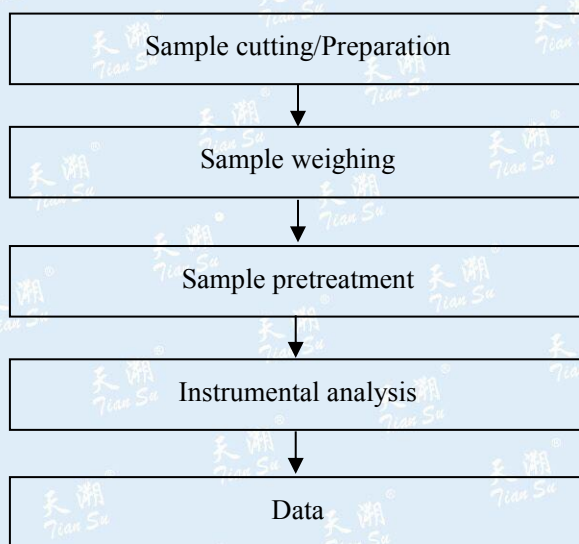 Sample cutting/Preparation
Sample weighing
Sample pretreatment
Instrumental analysis
Data
天溯®
Tian Su